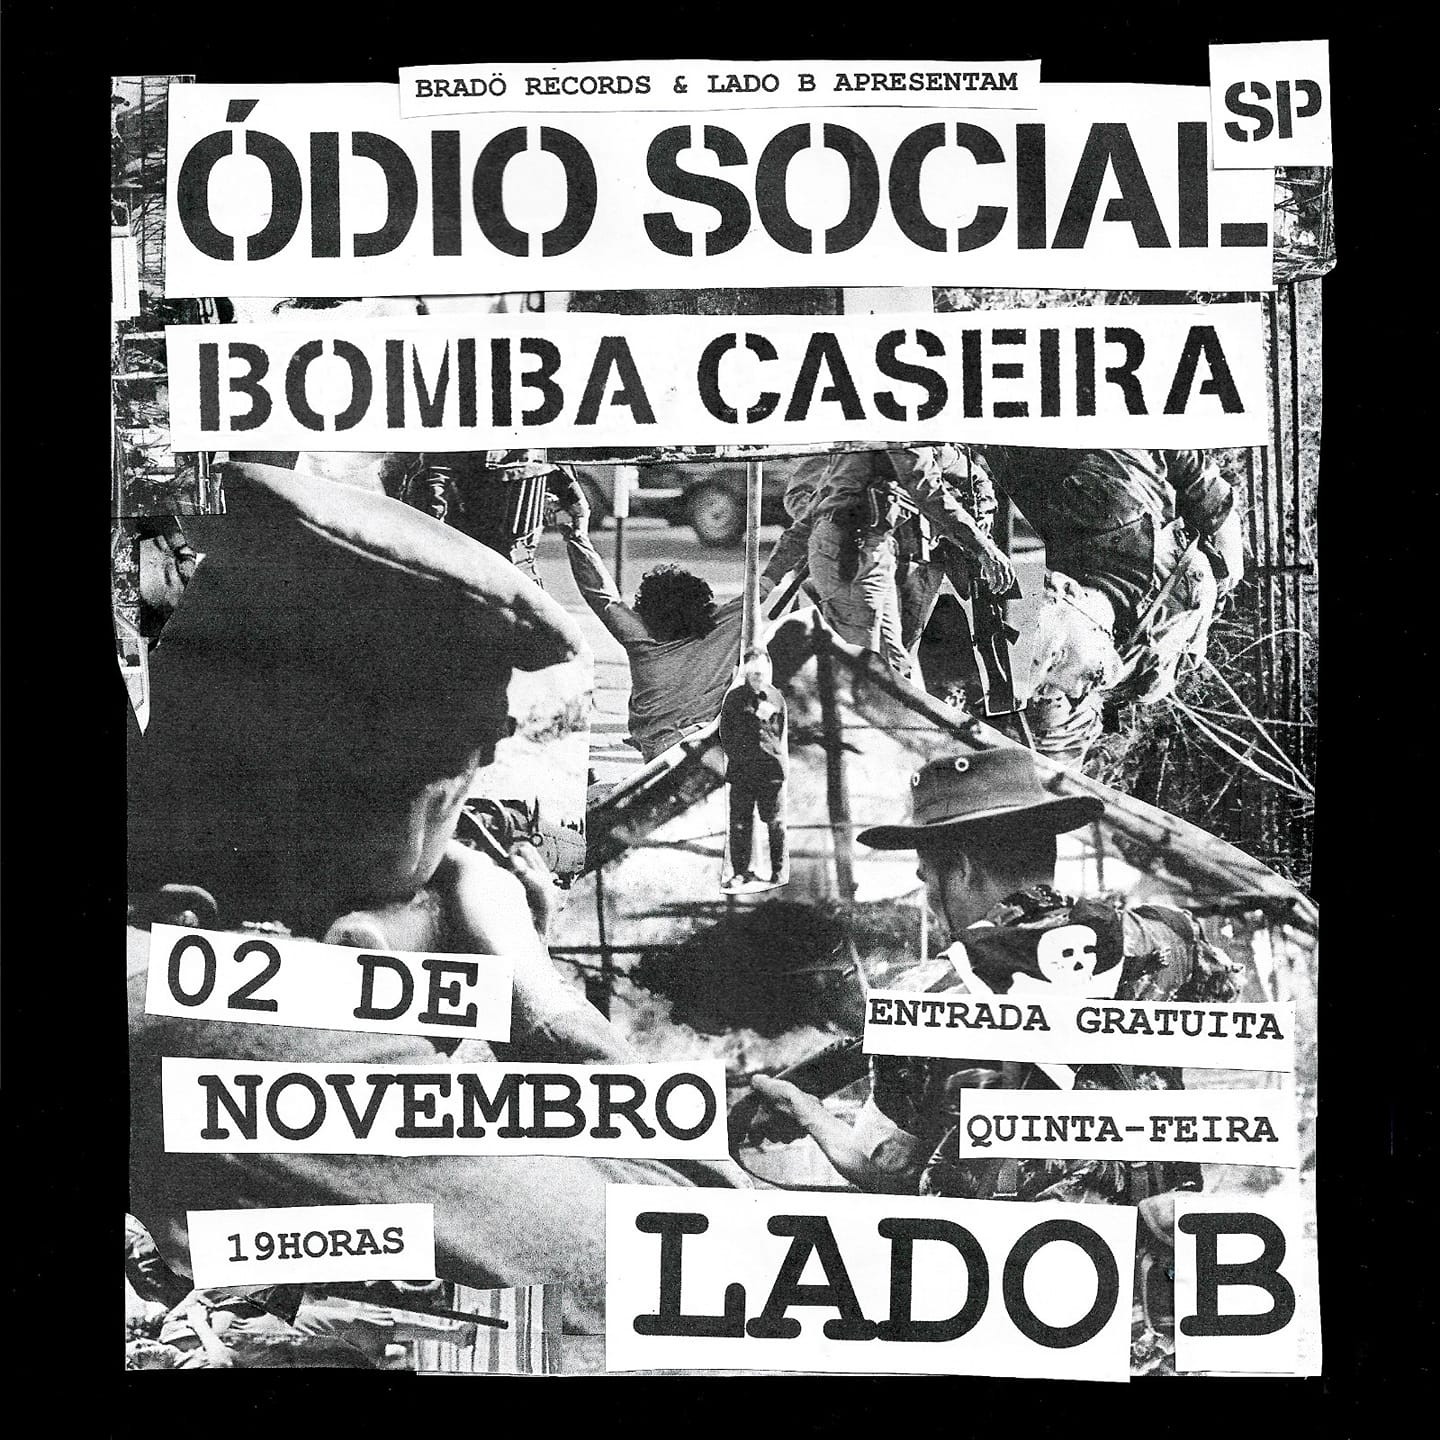 BRADÖ RECORDS & LADO B APRESENTAM
SP
ÓDIO SOCIAL
BOMBA CASEIRA
02 DE
NOVEMBRO
ENTRADA GRATUITA
QUINTA-FEIRA
19HORAS
LADO B